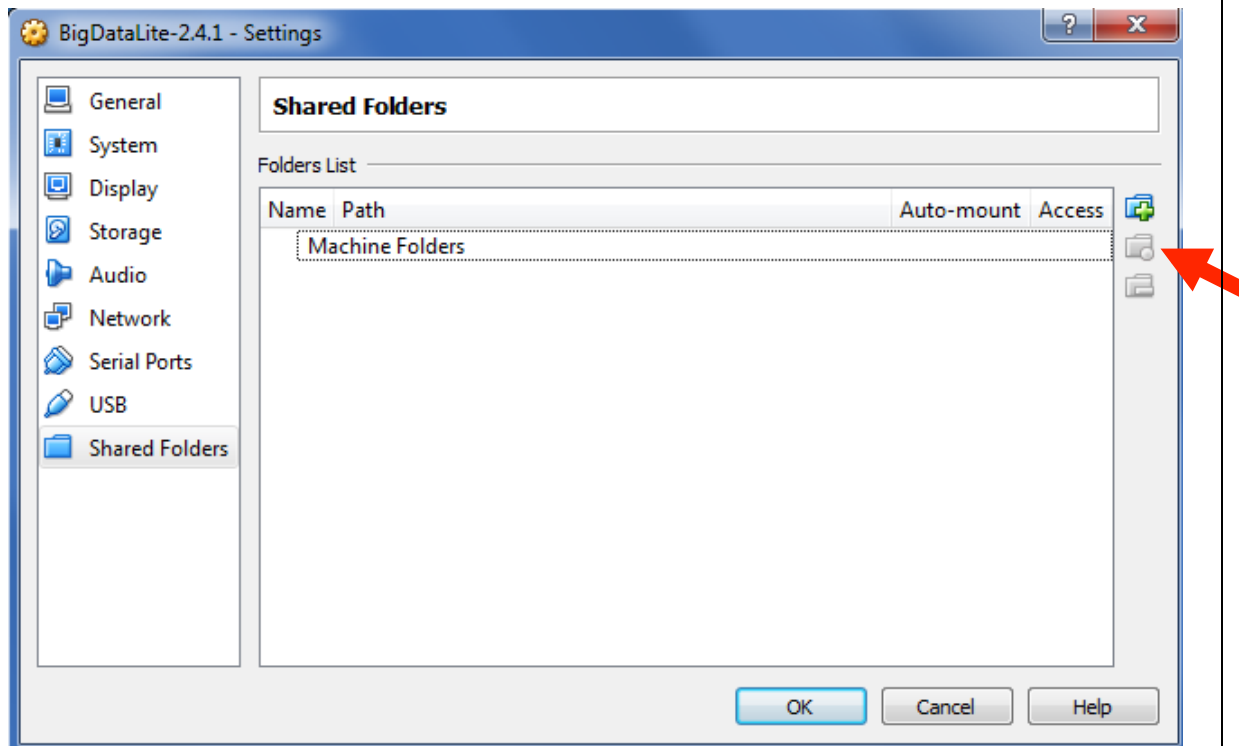 BigDataLite-2.4.1 - Settings
?
General
System
Display
Storage
Audio
Network
Serial Ports
USB
Shared Folders
Shared Folders
Folders List
Name Path Auto-mount Access
Machine Folders
OK Cancel Help